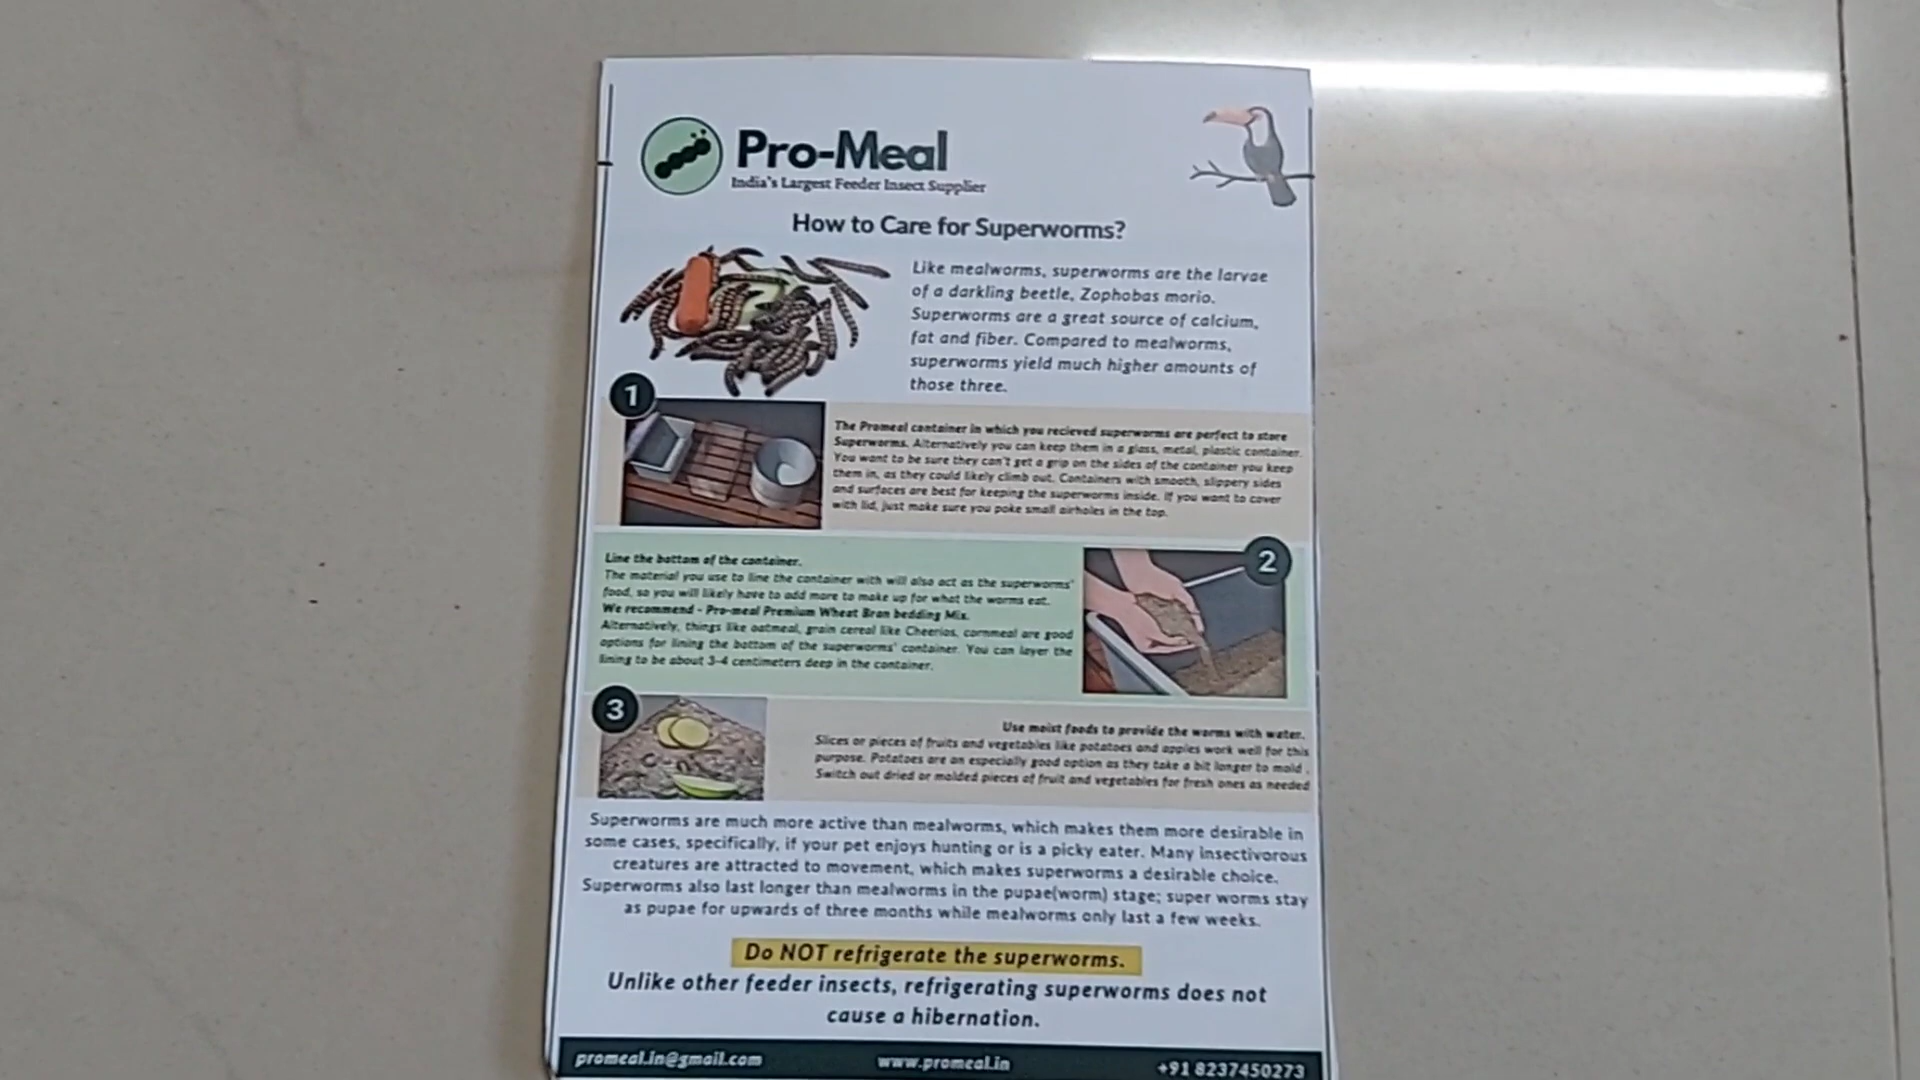 Pro-Meal
India's Largest Feeder Insect Supplier
How to Care for Superworms?
Like mealworms, superworms are the larvae
of a darkling beetle, Zophobas morio.
Superworms are a great source of calcium,
fat and fiber. Compared to mealworms,
superworms yield much higher amounts of
those three.
1
The Promeal container in which you recieved superworms are perfect to store
Superworms. Alternatively you can keep them in a glass, metal, plastic container.
You want to be sure they can't get a grip on the sides of the container you keep
them in, as they could likely climb out. Containers with smooth, slippery sides
and surfaces are best for keeping the superworms inside. If you want to cover
with lid, just make sure you poke small airholes in the top.
2
Line the bottom of the container.
The material you use to line the container with will also act as the superworms'
food, so you will likely have to add more to make up for what the worms eat.
We recommend - Pro-meal Premium Wheat Bran bedding Mix.
Alternatively, things like oatmeal, grain cereal like Cheerios, cornmeal are good
options for lining the bottom of the superworms' container. You can layer the
lining to be about 3-4 centimeters deep in the container.
3
Use moist foods to provide the worms with water.
Slices or pieces of fruits and vegetables like potatoes and apples work well for this
purpose. Potatoes are an especially good option as they take a bit longer to mold.
Switch out dried or molded pieces of fruit and vegetables for fresh ones as needed
Superworms are much more active than mealworms, which makes them more desirable in
some cases, specifically, if your pet enjoys hunting or is a picky eater. Many insectivorous
creatures are attracted to movement, which makes superworms a desirable choice.
Superworms also last longer than mealworms in the pupae(worm) stage; super worms stay
as pupae for upwards of three months while mealworms only last a few weeks.
Do NOT refrigerate the superworms.
Unlike other feeder insects, refrigerating superworms does not
cause a hibernation.
promeal.in@gmail.com www.promeal.in +91 8237450273